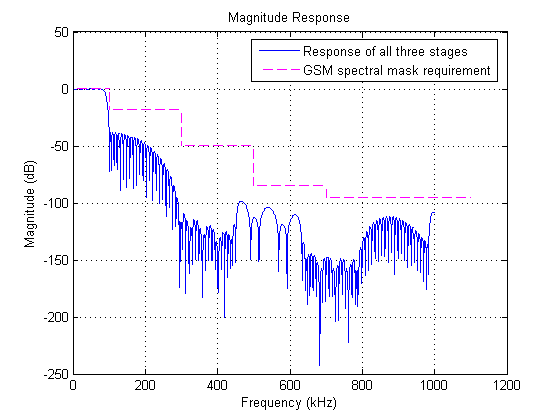 Magnitude Response
Response of all three stages
GSM spectral mask requirement
Magnitude (dB)
50
0
-50
-100
-150
-200
-250
0
200
400
600
800
1000
1200
Frequency (kHz)